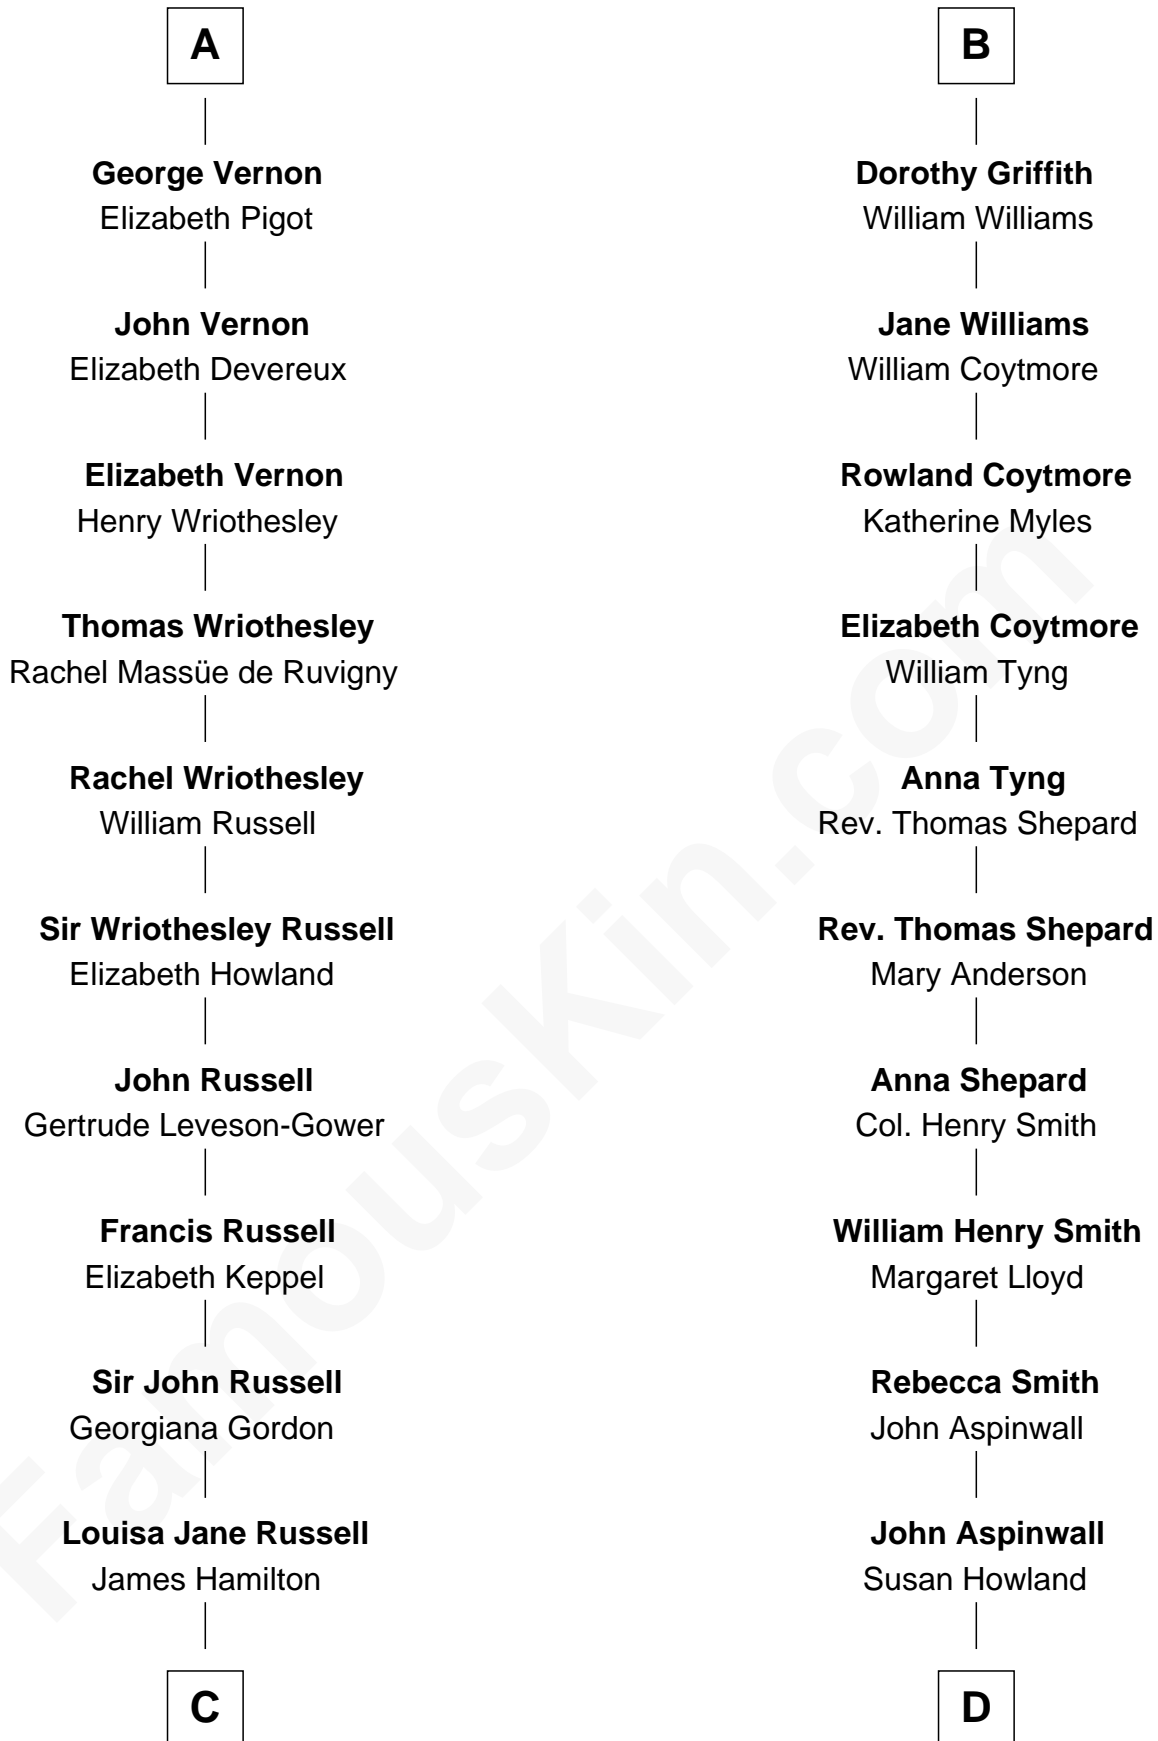 A
George Vernon
Elizabeth Pigot
John Vernon
Elizabeth Devereux
Elizabeth Vernon
Henry Wriothesley
Thomas Wriothesley
Rachel Massüe de Ruvigny
Rachel Wriothesley
William Russell
Sir Wriothesley Russell
Elizabeth Howland
John Russell
Gertrude Leveson-Gower
Francis Russell
Elizabeth Keppel
Sir John Russell
Georgiana Gordon
Louisa Jane Russell
James Hamilton
C
B
Dorothy Griffith
William Williams
Jane Williams
William Coytmore
Rowland Coytmore
Katherine Myles
Elizabeth Coytmore
William Tyng
Anna Tyng
Rev. Thomas Shepard
Rev. Thomas Shepard
Mary Anderson
Anna Shepard
Col. Henry Smith
William Henry Smith
Margaret Lloyd
Rebecca Smith
John Aspinwall
John Aspinwall
Susan Howland
D
FamousKin.com